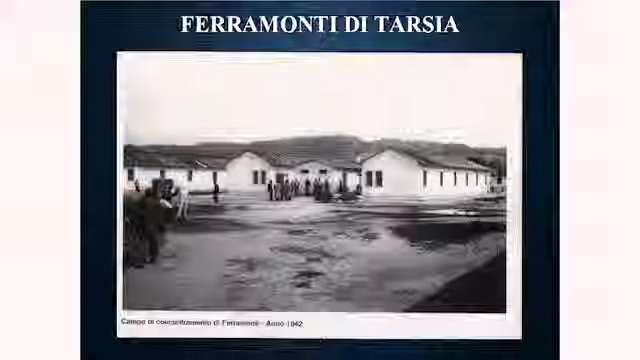 FERRAMONTI DI TARSIA
Campo di concentramento di Ferramonti - Anno 1942